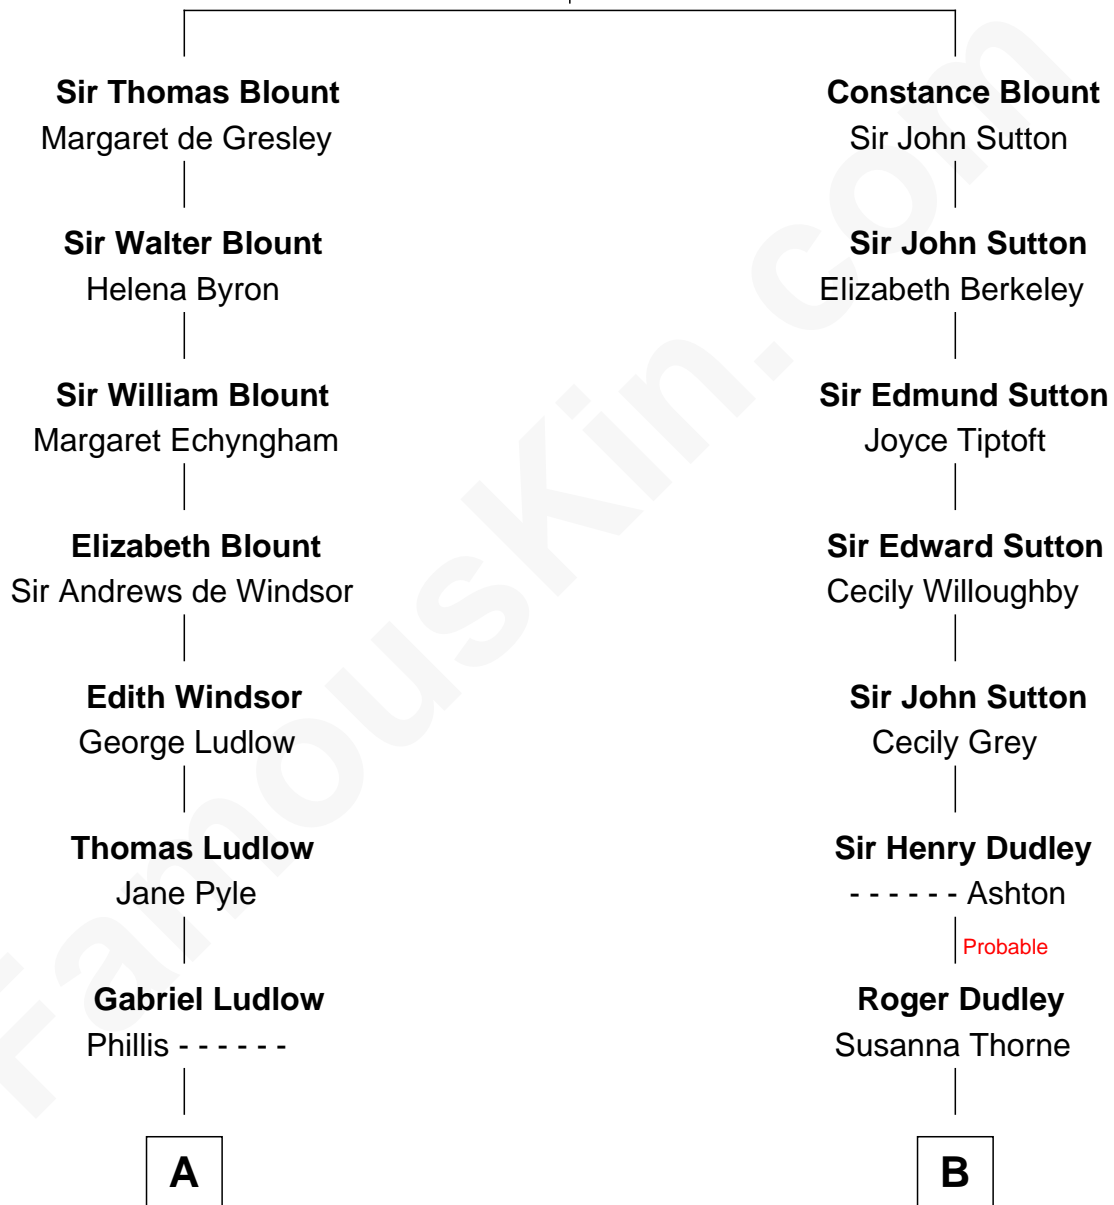 Sir Thomas Blount
Margaret de Gresley
Sir Walter Blount
Helena Byron
Sir William Blount
Margaret Echyngham
Elizabeth Blount
Sir Andrews de Windsor
Edith Windsor
George Ludlow
Thomas Ludlow
Jane Pyle
Gabriel Ludlow
Phillis - - - - - -
A
Constance Blount
Sir John Sutton
Sir John Sutton
Elizabeth Berkeley
Sir Edmund Sutton
Joyce Tiptoft
Sir Edward Sutton
Cecily Willoughby
Sir John Sutton
Cecily Grey
Sir Henry Dudley
- - - - - - Ashton
Probable
Roger Dudley
Susanna Thorne
B
FamousKin.com